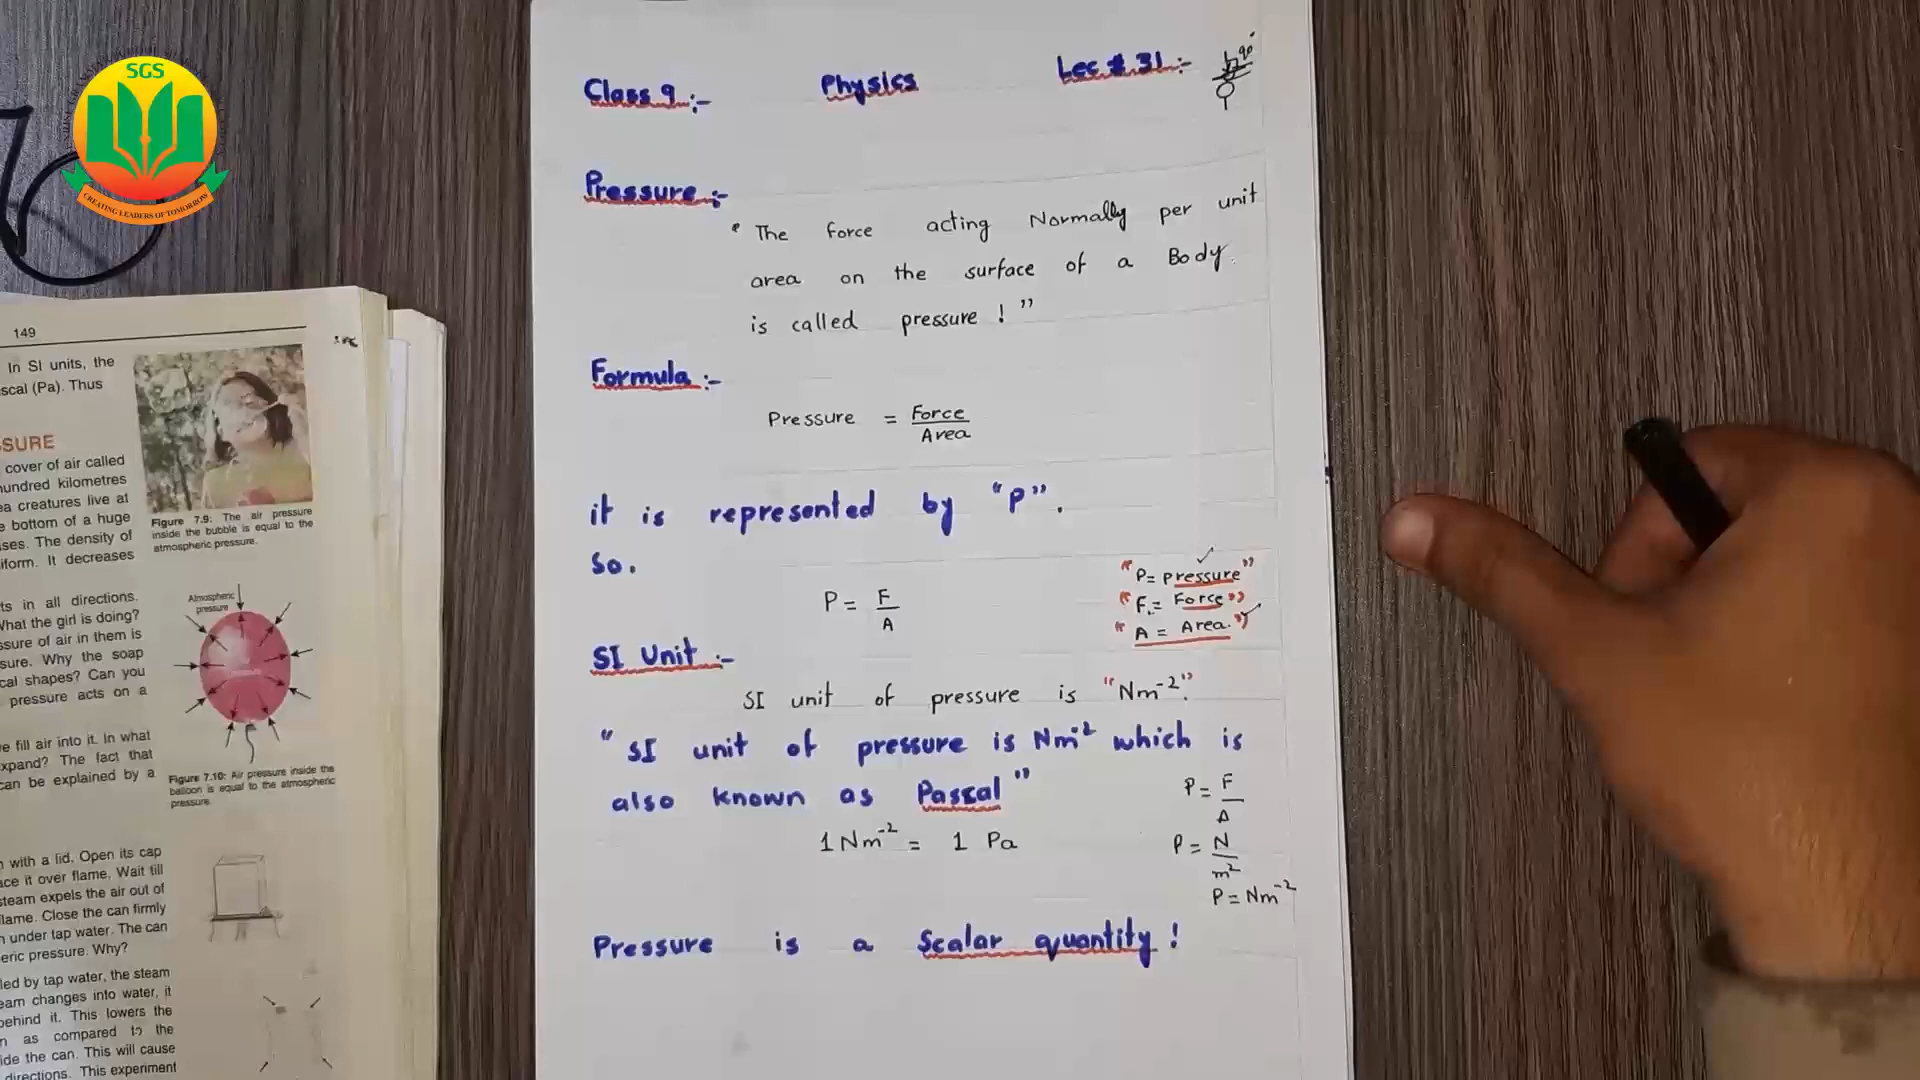 SGS
CREATING LEADERS OF TOMORROW
Class 9 :-
Physics
Lec # 31 :-
90°
Pressure :-
" The force acting Normally per unit
area on the surface of a Body
is called pressure ! "
Formula :-
Pressure = Force
Area
it is represented by "P".
So.
P = F
A
"P = pressure"
"F = Force"
"A = Area."
SI Unit :-
SI unit of pressure is "Nm⁻²".
" SI unit of pressure is Nm⁻² which is
also known as Pascal "
1 Nm⁻² = 1 Pa
P = F
A
P = N
m²
P = Nm⁻²
Pressure is a Scalar quantity !
149
In SI units, the
scal (Pa). Thus
SSURE
cover of air called
hundred kilometres
ea creatures live at
e bottom of a huge
ses. The density of
iform. It decreases
ts in all directions.
What the girl is doing?
ssure of air in them is
sure. Why the soap
cal shapes? Can you
pressure acts on a
e fill air into it. In what
xpand? The fact that
can be explained by a
n with a lid. Open its cap
ace it over flame. Wait till
steam expels the air out of
flame. Close the can firmly
n under tap water. The can
eric pressure. Why?
led by tap water, the steam
eam changes into water, it
behind it. This lowers the
n as compared to the
ide the can. This will cause
directions. This experiment
Figure 7.9: The air pressure
inside the bubble is equal to the
atmospheric pressure.
Atmospheric
pressure
Figure 7.10: Air pressure inside the
balloon is equal to the atmospheric
pressure.